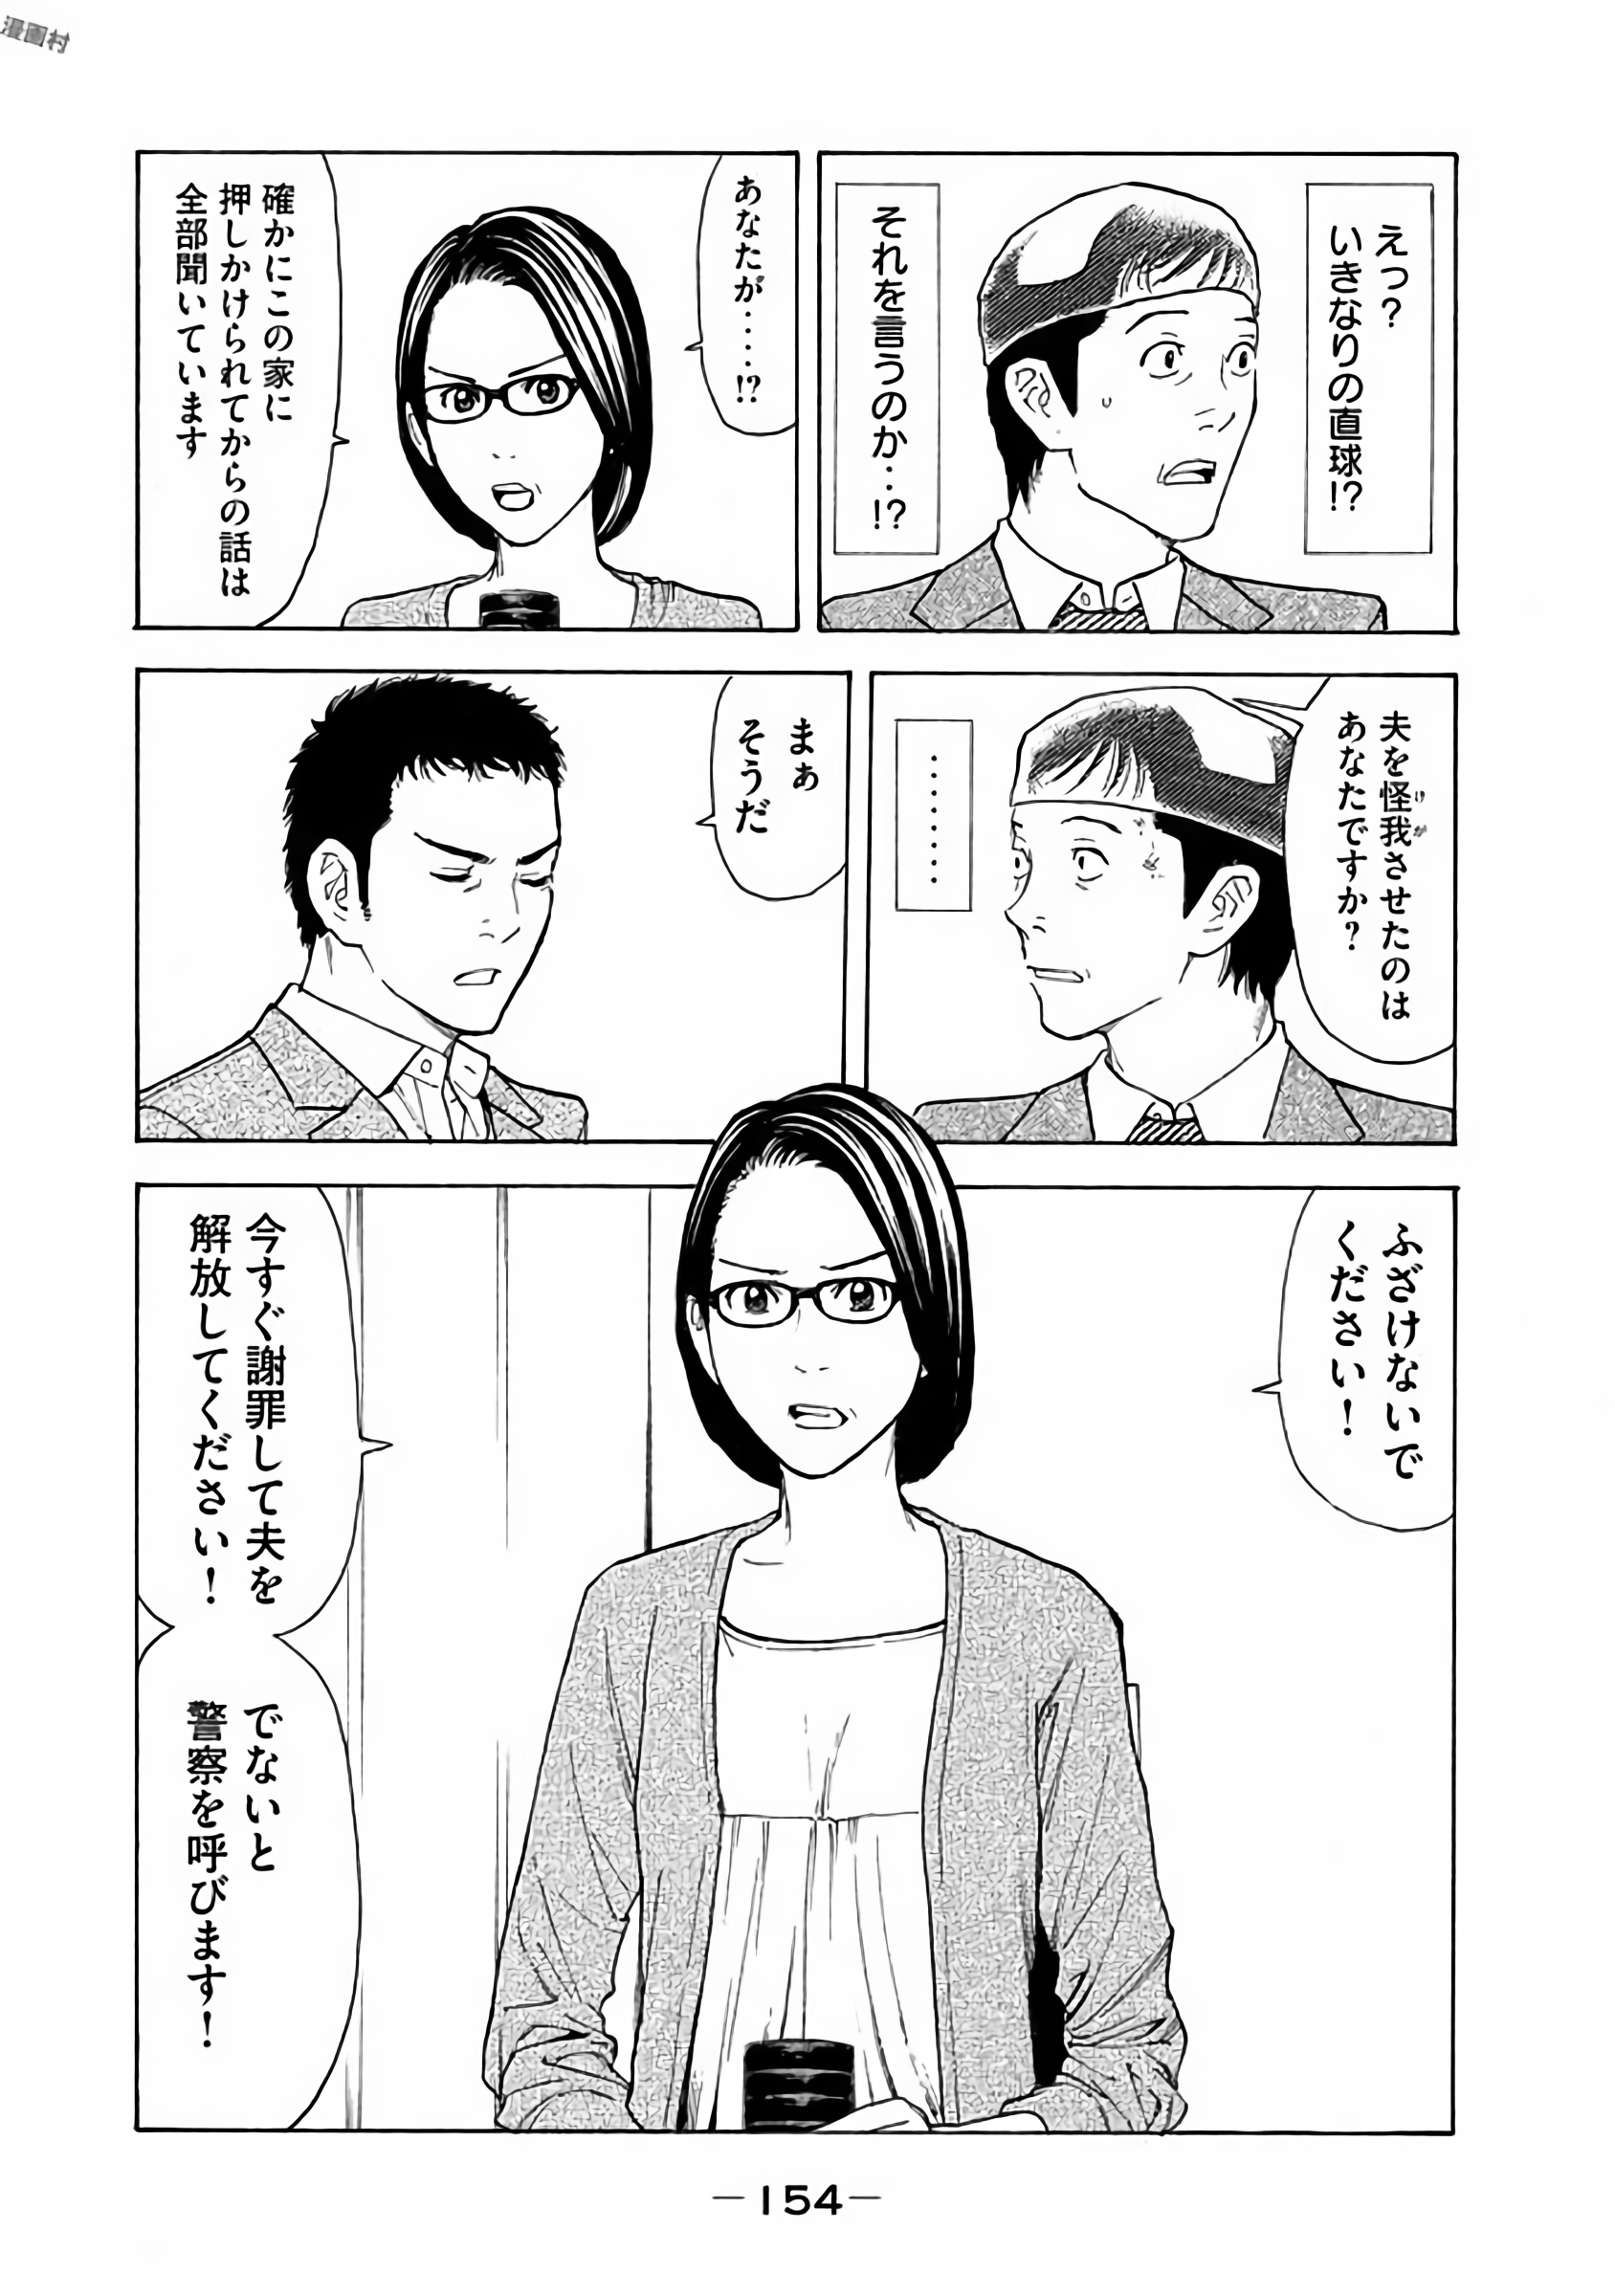 漫画村
えっ?
いきなりの直球!?
それを言うのか‥!?
あなたが‥‥‥!?
確かにこの家に
押しかけられてからの話は
全部聞いています
夫を怪我させたのは
けが
あなたですか?
‥‥‥‥
まぁ
そうだ
ふざけないで
ください!
今すぐ謝罪して夫を
解放してください!
でないと
警察を呼びます!
—154—